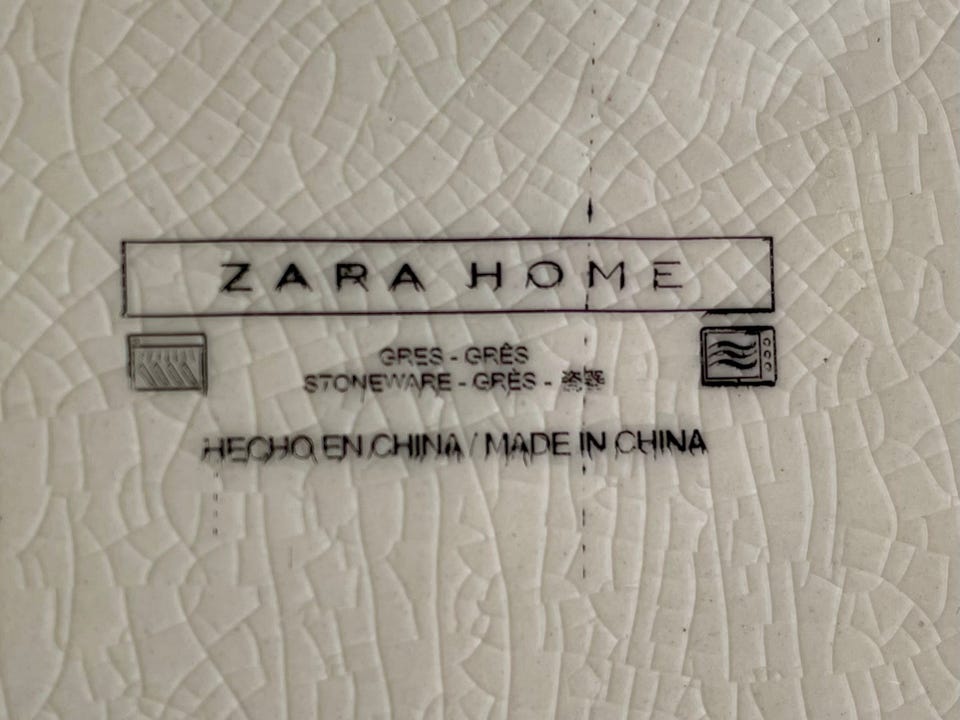 ZARA HOME
GRES - GRÊS
STONEWARE - GRÈS - 瓷器
HECHO EN CHINA / MADE IN CHINA